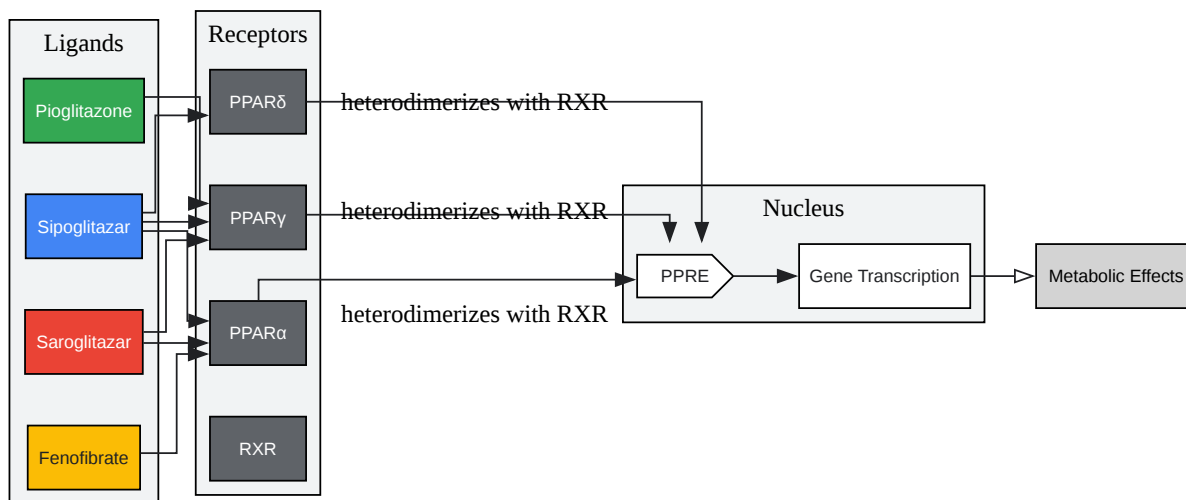 Ligands
Pioglitazone
Sipoglitazar
Saroglitazar
Fenofibrate
Receptors
PPARδ
PPARγ
PPARα
RXR
heterodimerizes with RXR
heterodimerizes with RXR
heterodimerizes with RXR
Nucleus
PPRE
Gene Transcription
Metabolic Effects